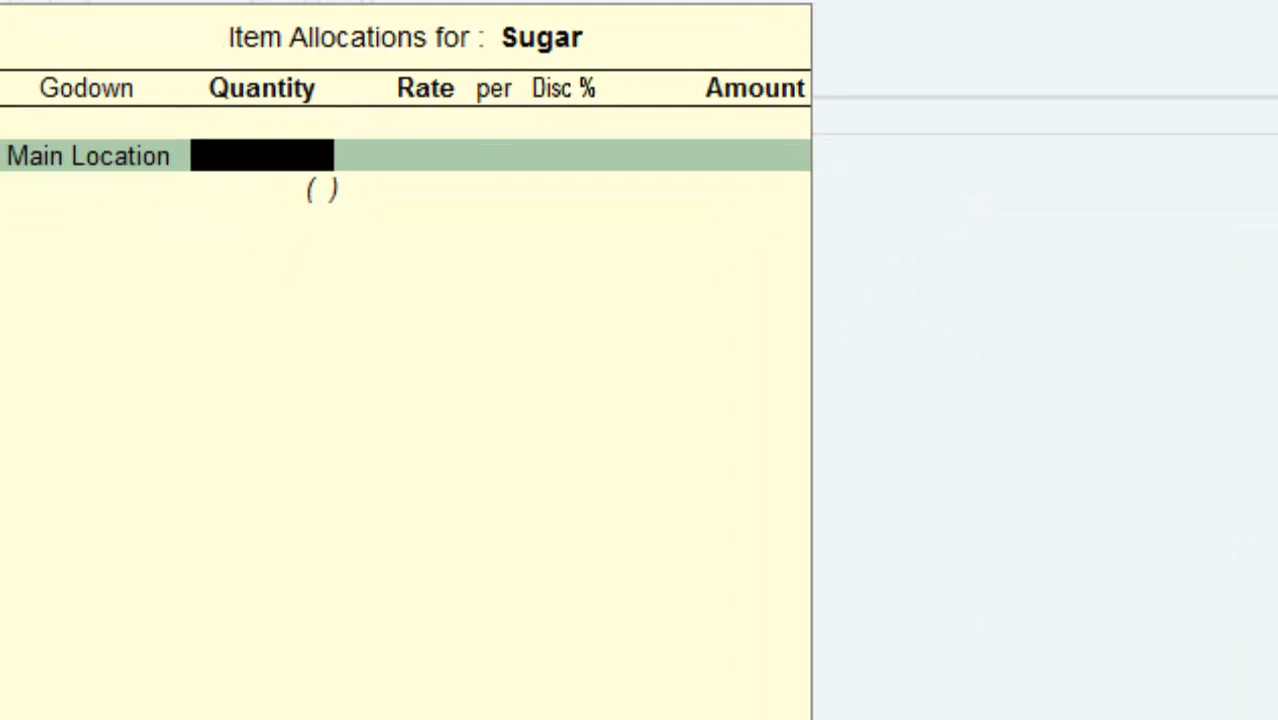 Item Allocations for : Sugar
Godown Quantity Rate per Disc % Amount
Main Location
( )